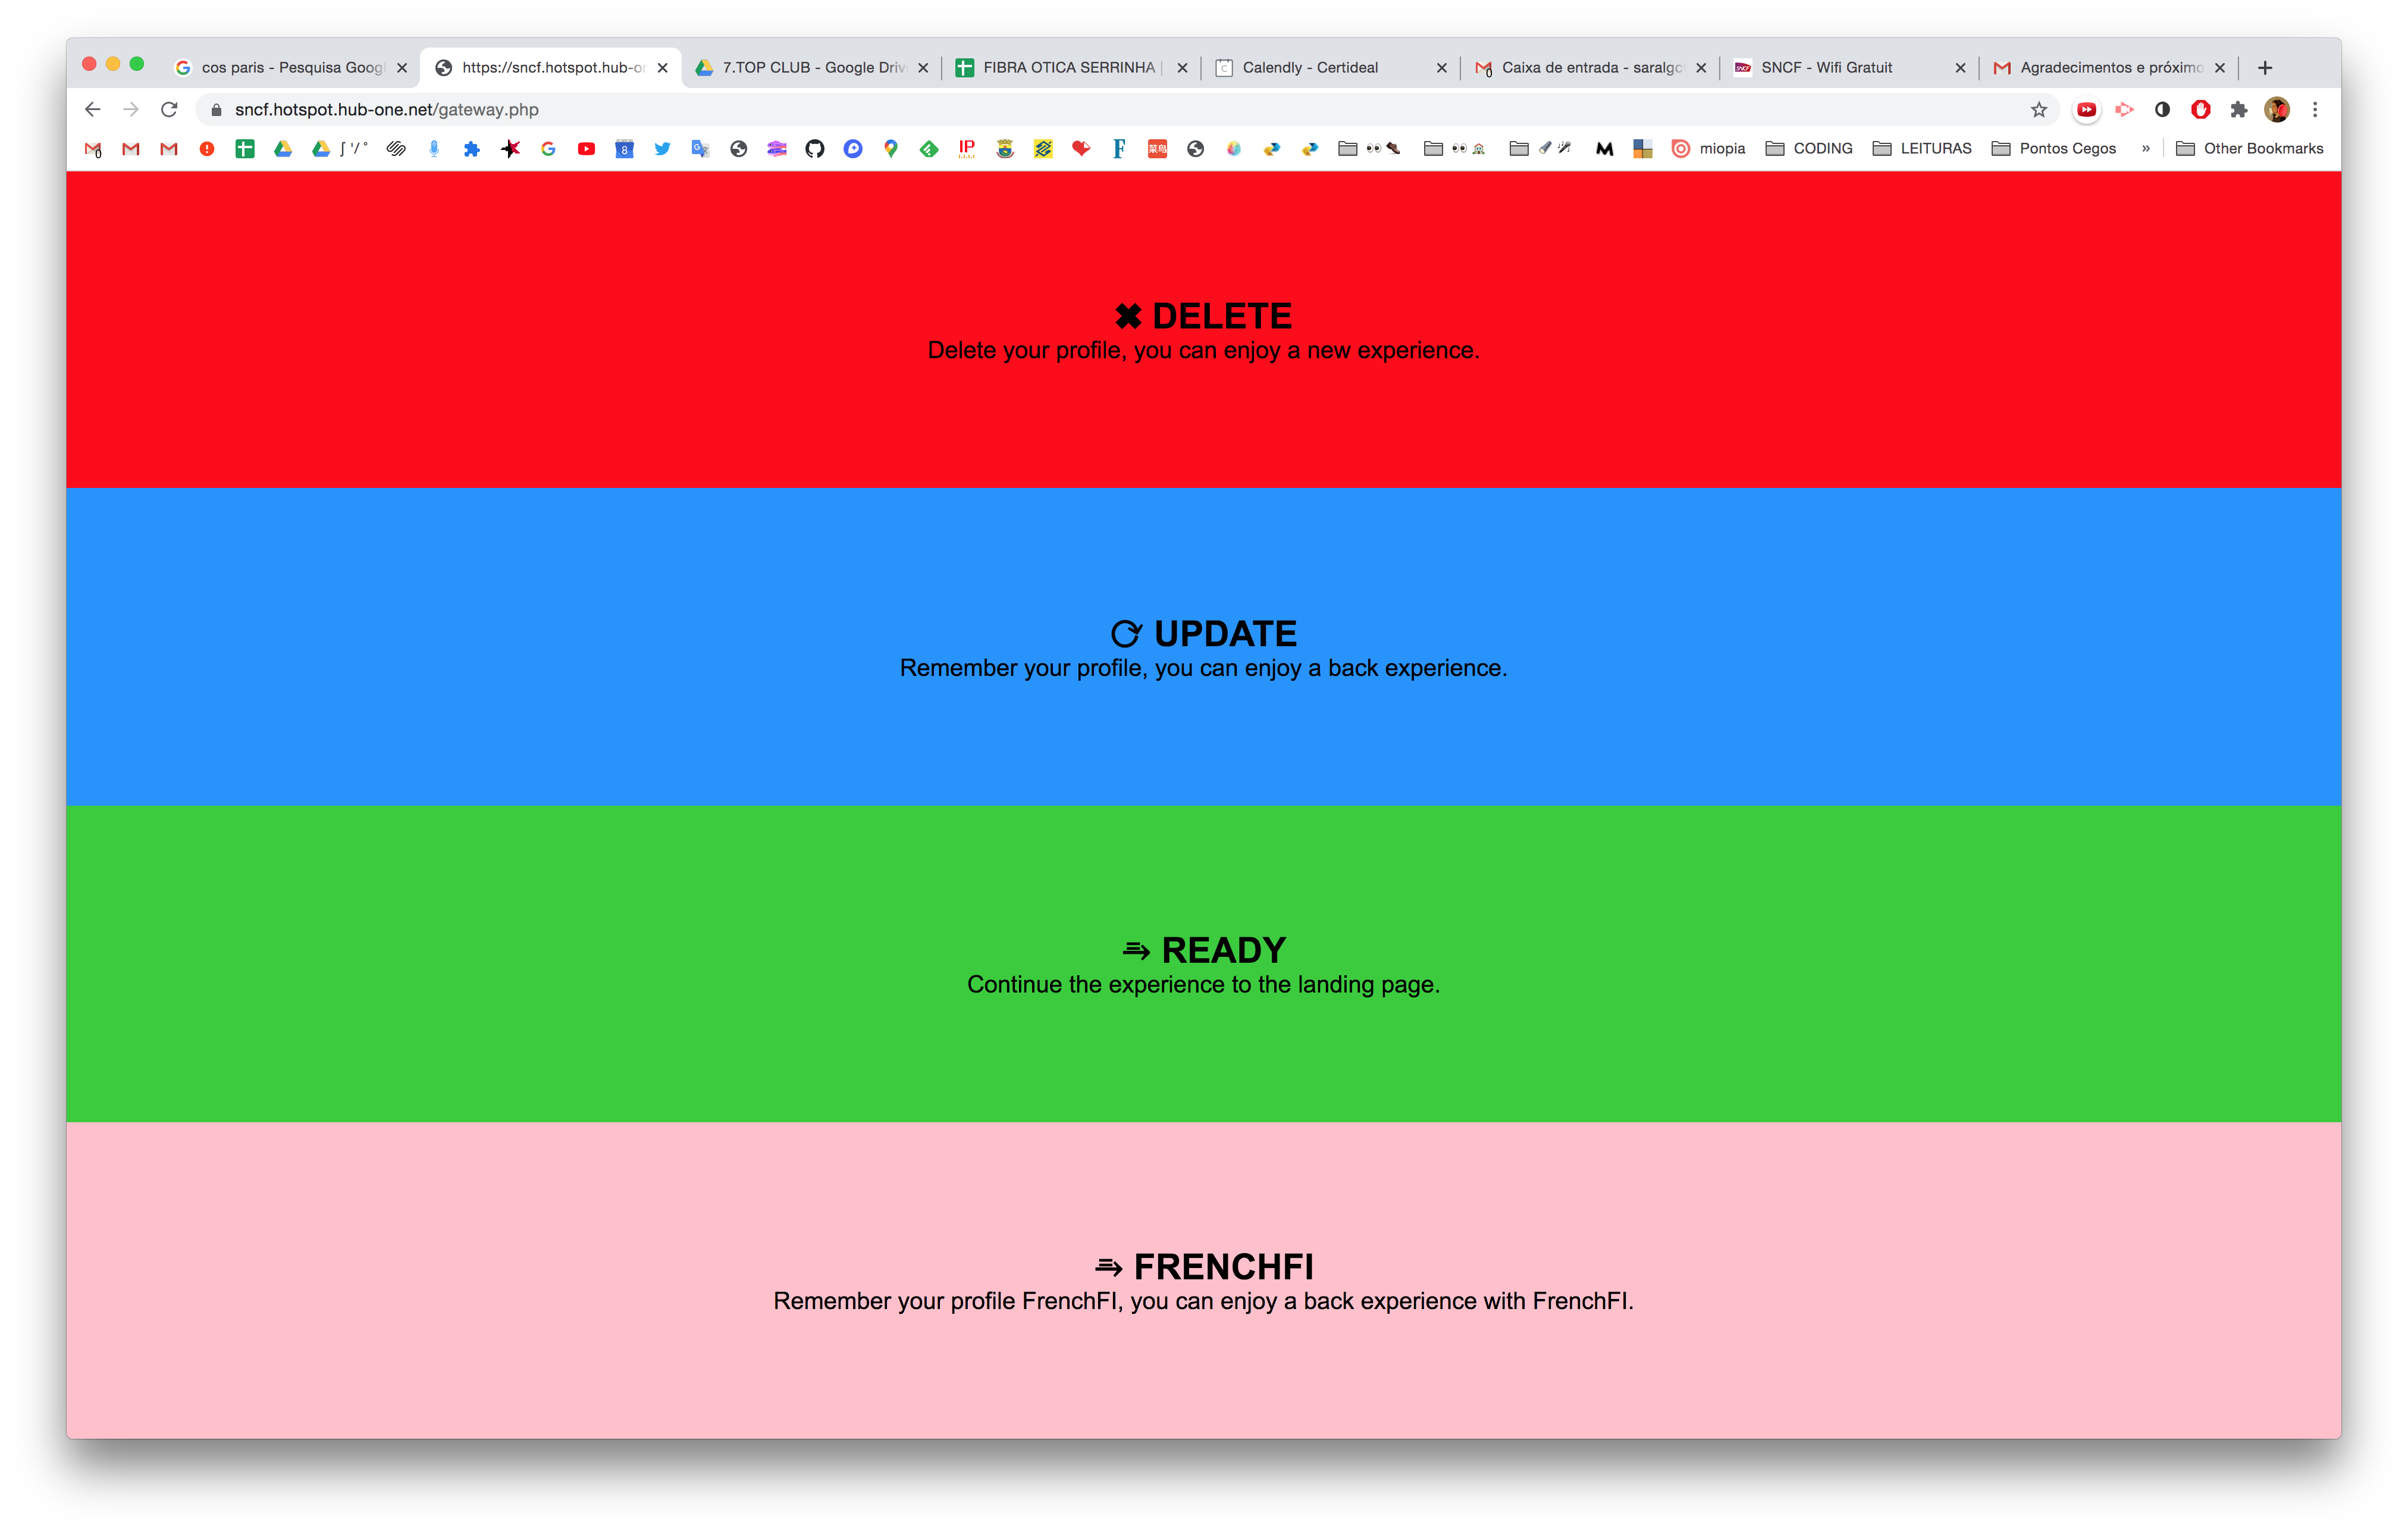 cos paris - Pesquisa Goog
https://sncf.hotspot.hub-o
7.TOP CLUB - Google Driv
FIBRA OTICA SERRINHA
Calendly - Certideal
Caixa de entrada - saralgc
SNCF - Wifi Gratuit
Agradecimentos e próximo
sncf.hotspot.hub-one.net/gateway.php
miopia
CODING
LEITURAS
Pontos Cegos
»
Other Bookmarks
✖ DELETE
Delete your profile, you can enjoy a new experience.
⟳ UPDATE
Remember your profile, you can enjoy a back experience.
⥱ READY
Continue the experience to the landing page.
⥱ FRENCHFI
Remember your profile FrenchFI, you can enjoy a back experience with FrenchFI.